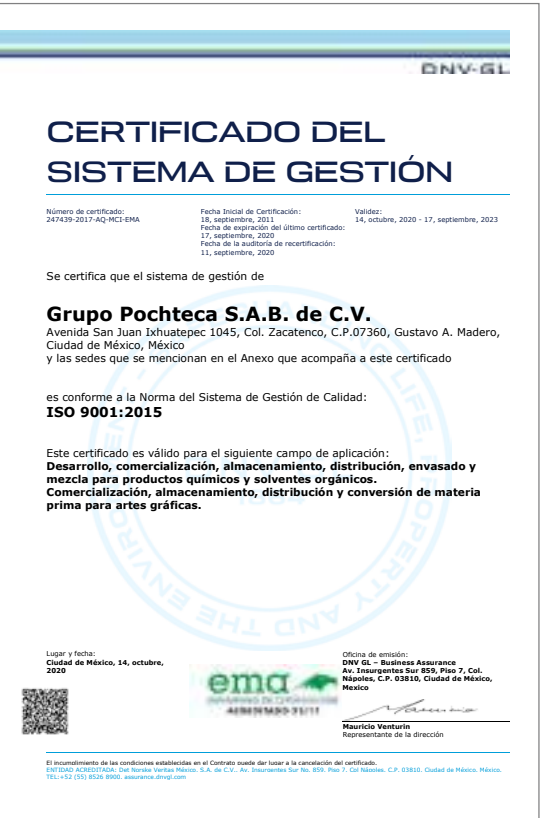 DNV·GL
CERTIFICADO DEL
SISTEMA DE GESTIÓN
Número de certificado:
247439-2017-AQ-MCI-EMA
Fecha Inicial de Certificación:
18, septiembre, 2011
Fecha de expiración del último certificado:
17, septiembre, 2020
Fecha de la auditoría de recertificación:
11, septiembre, 2020
Validez:
14, octubre, 2020 - 17, septiembre, 2023
Se certifica que el sistema de gestión de
Grupo Pochteca S.A.B. de C.V.
Avenida San Juan Ixhuatepec 1045, Col. Zacatenco, C.P.07360, Gustavo A. Madero,
Ciudad de México, México
y las sedes que se mencionan en el Anexo que acompaña a este certificado
es conforme a la Norma del Sistema de Gestión de Calidad:
ISO 9001:2015
Este certificado es válido para el siguiente campo de aplicación:
Desarrollo, comercialización, almacenamiento, distribución, envasado y
mezcla para productos químicos y solventes orgánicos.
Comercialización, almacenamiento, distribución y conversión de materia
prima para artes gráficas.
Lugar y fecha:
Ciudad de México, 14, octubre,
2020
ema
Oficina de emisión:
DNV GL – Business Assurance
Av. Insurgentes Sur 859, Piso 7, Col.
Nápoles, C.P. 03810, Ciudad de México,
Mexico
Mauricio Venturin
Representante de la dirección
El incumplimiento de las condiciones establecidas en el Contrato puede dar lugar a la cancelación del certificado.
ENTIDAD ACREDITADA: Det Norske Veritas México, S.A. de C.V., Av. Insurgentes Sur No. 859, Piso 7, Col Nápoles, C.P. 03810, Ciudad de México, México.
TEL:+52 (55) 8526 8900. assurance.dnvgl.com